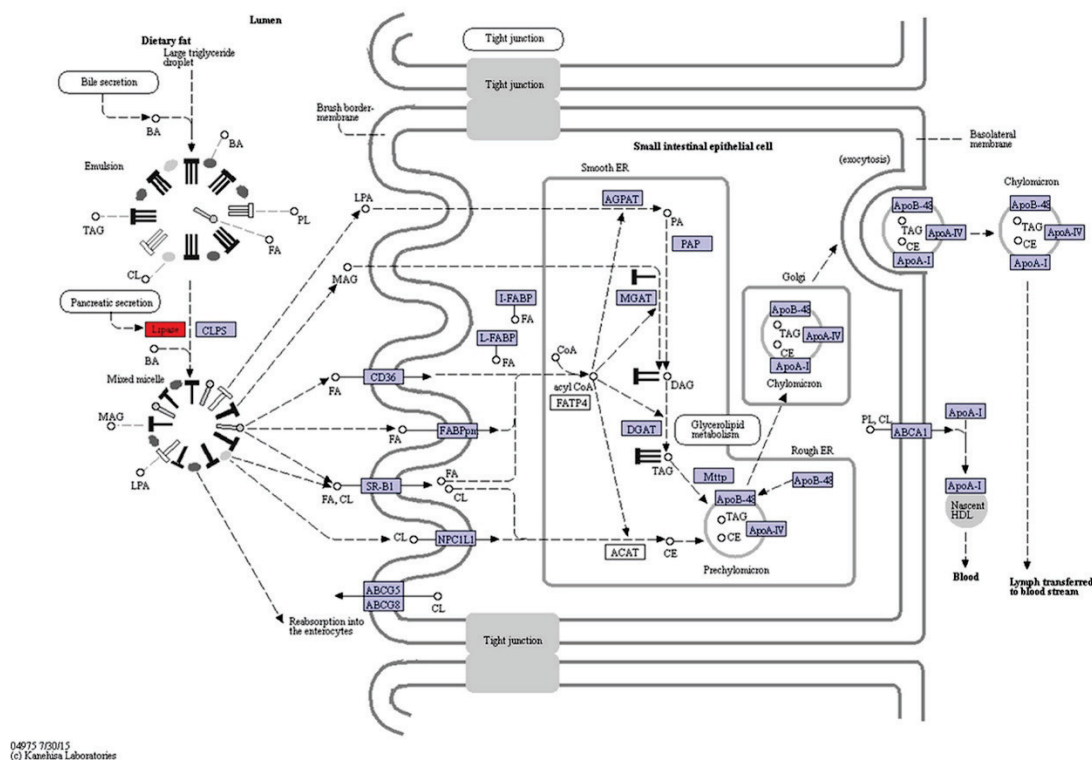 Lumen
Dietary fat
Large triglyceride
droplet
Bile secretion
BA
BA
Emulsion
TAG
PL
FA
CL
Pancreatic secretion
Lipase
CLPS
BA
Mixed micelle
MAG
LPA
Reabsorption into
the enterocytes
Tight junction
Tight junction
Brush border-
membrane
Basolateral
membrane
Small intestinal epithelial cell
Smooth ER
(exocytosis)
LPA
AGPAT
PA
PAP
MAG
MGAT
I-FABP
FA
L-FABP
FA
CoA
acyl CoA
FATP4
DAG
FA
CD36
FA
FABPpn
DGAT
Glycerolipid
metabolism
TAG
Rough ER
FA, CL
SR-B1
FA
CL
Mttp
ApoB-48
ApoB-48
TAG
ApoA-IV
CE
Prechylomicron
CL
NPC1L1
ACAT
CE
ABCG5
ABCG8
CL
Golgi
ApoB-48
TAG
ApoA-IV
CE
ApoA-I
Chylomicron
ApoB-48
TAG
ApoA-IV
CE
ApoA-I
Chylomicron
ApoB-48
TAG
ApoA-IV
CE
ApoA-I
PL, CL
ABCA1
ApoA-I
ApoA-I
Nascent
HDL
Blood
Lymph transferred
to blood stream
Tight junction
04975 7/30/15
(c) Kanehisa Laboratories